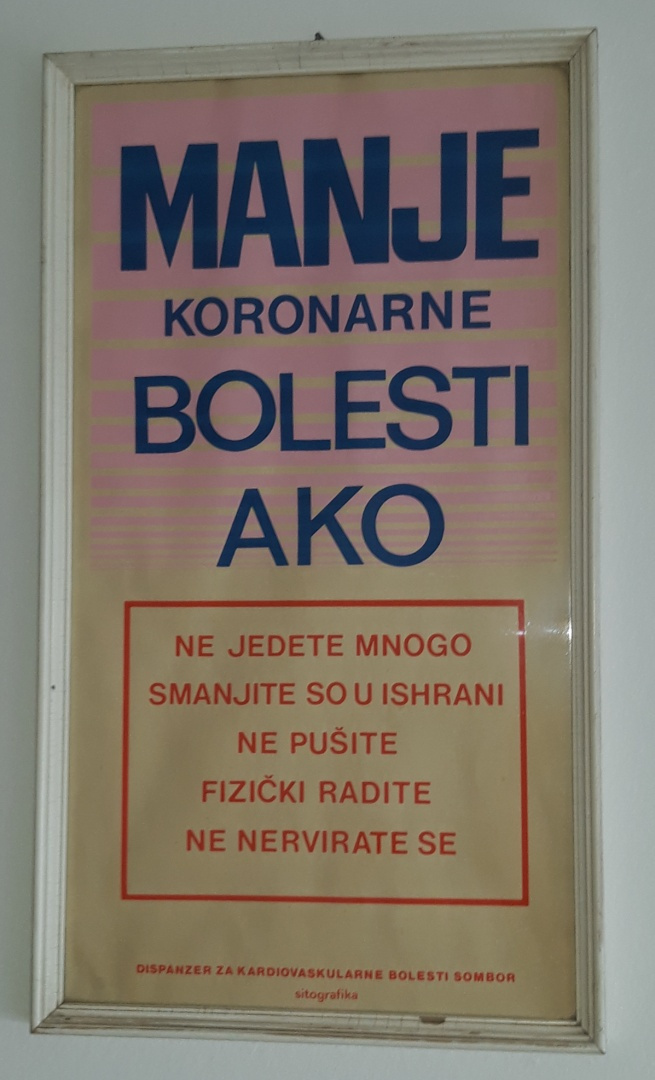 MANJE
KORONARNE
BOLESTI
AKO
NE JEDETE MNOGO
SMANJITE SO U ISHRANI
NE PUŠITE
FIZIČKI RADITE
NE NERVIRATE SE
DISPANZER ZA KARDIOVASKULARNE BOLESTI SOMBOR
sitografika